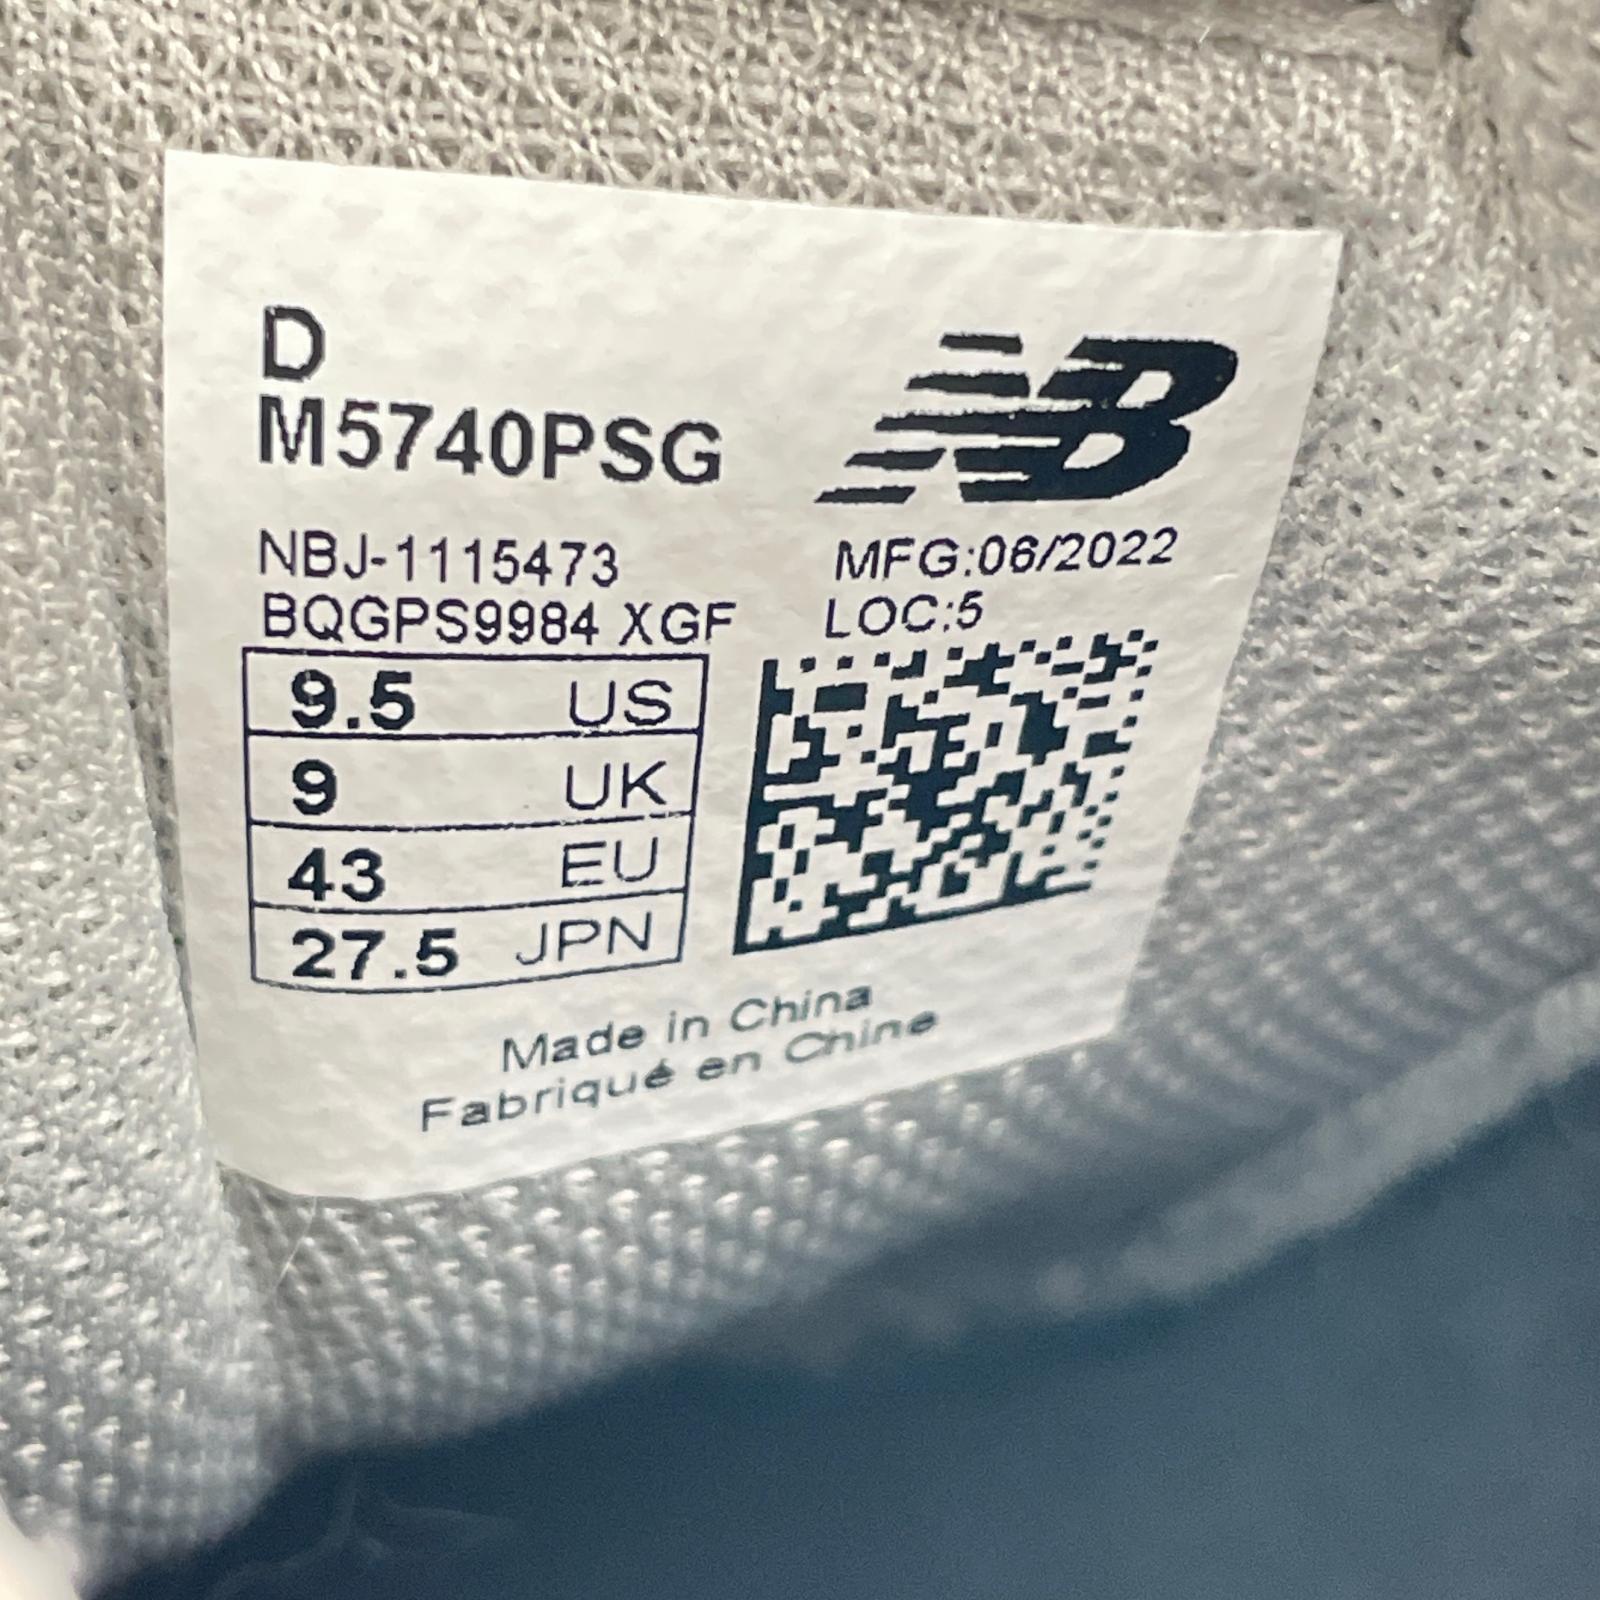 D
M5740PSG
NB
NBJ-1115473
MFG:06/2022
BQGPS9984 XGF
LOC:5
9.5 US
9 UK
43 EU
27.5 JPN
Made in China
Fabriqué en Chine